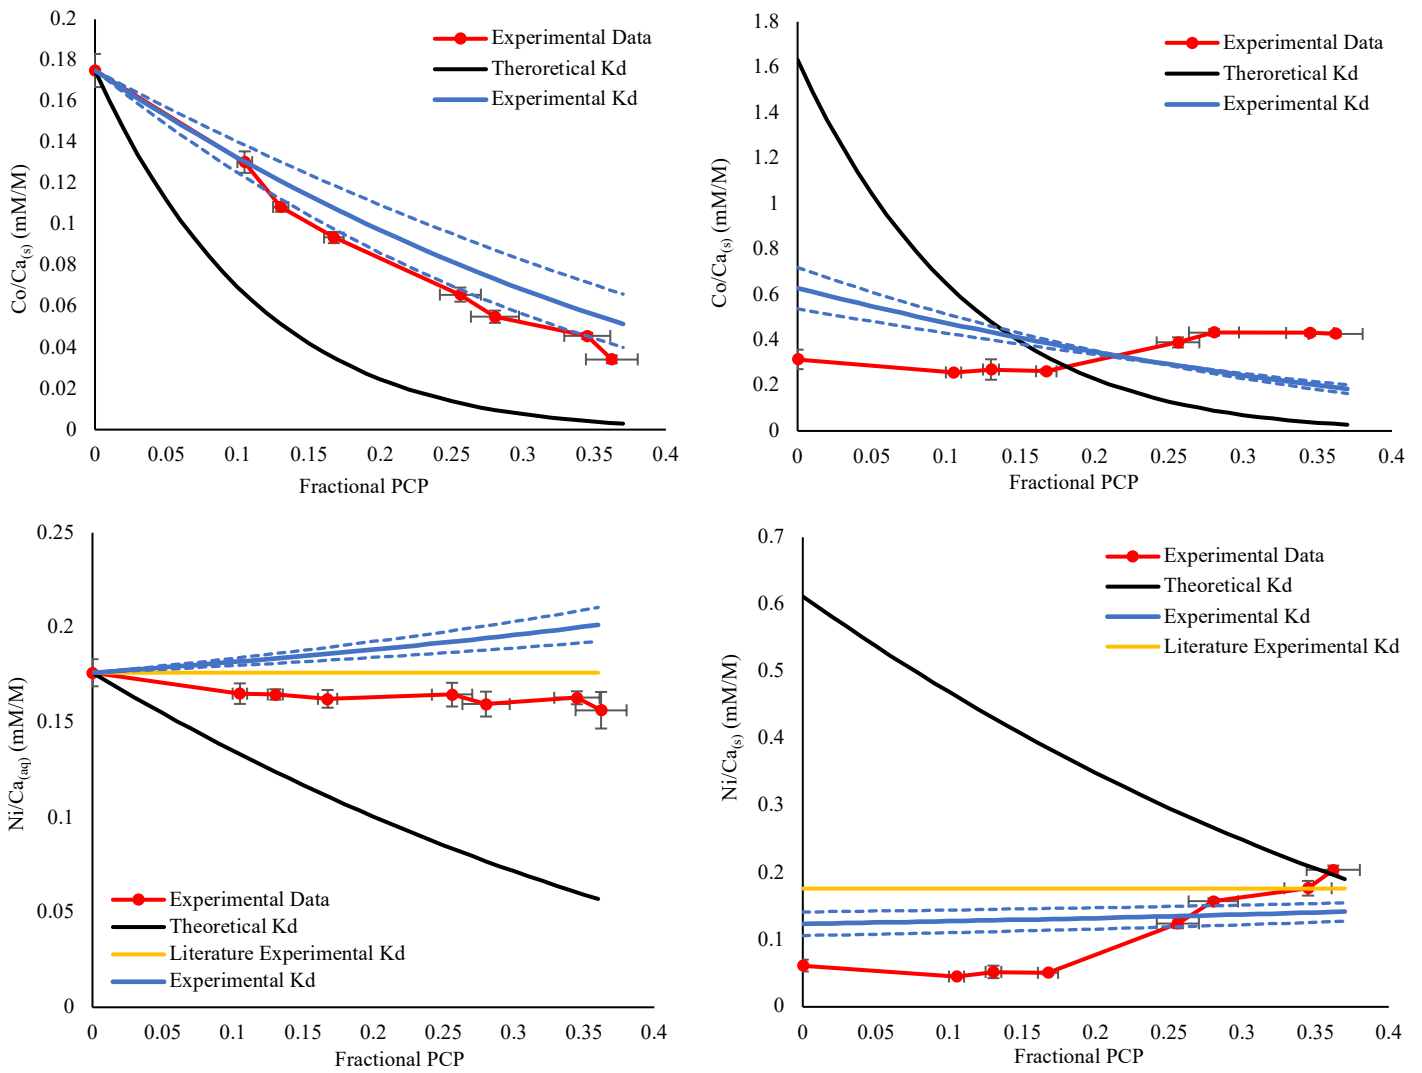 0.2
0.18
0.16
0.14
0.12
0.1
0.08
0.06
0.04
0.02
0
Co/Ca(s) (mM/M)
Experimental Data
Theroretical Kd
Experimental Kd
0 0.05 0.1 0.15 0.2 0.25 0.3 0.35 0.4
Fractional PCP
1.8
1.6
1.4
1.2
1
0.8
0.6
0.4
0.2
0
Co/Ca(s) (mM/M)
Experimental Data
Theroretical Kd
Experimental Kd
0 0.05 0.1 0.15 0.2 0.25 0.3 0.35 0.4
Fractional PCP
0.25
0.2
0.15
0.1
0.05
0
Ni/Ca(aq) (mM/M)
Experimental Data
Theoretical Kd
Literature Experimental Kd
Experimental Kd
0 0.05 0.1 0.15 0.2 0.25 0.3 0.35 0.4
Fractional PCP
0.7
0.6
0.5
0.4
0.3
0.2
0.1
0
Ni/Ca(s) (mM/M)
Experimental Data
Theoretical Kd
Experimental Kd
Literature Experimental Kd
0 0.05 0.1 0.15 0.2 0.25 0.3 0.35 0.4
Fractional PCP